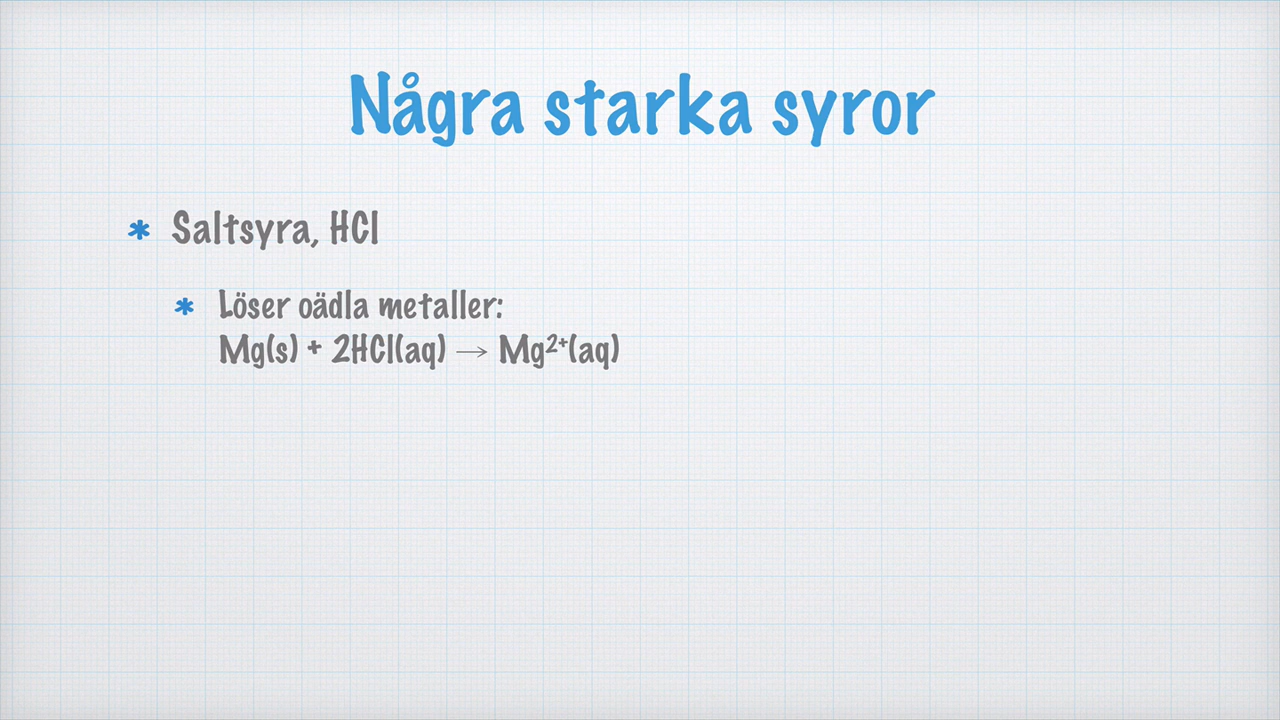 Några starka syror
* Saltsyra, HCl
* Löser oädla metaller:
Mg(s) + 2HCl(aq) → Mg²⁺(aq)